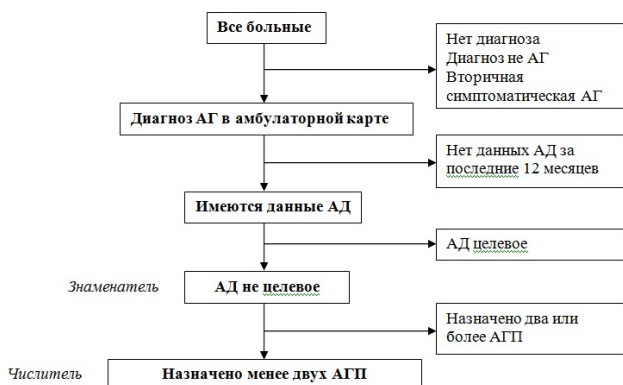 Все больные
Нет диагноза
Диагноз не АГ
Вторичная
симптоматическая АГ
Диагноз АГ в амбулаторной карте
Нет данных АД за
последние 12 месяцев
Имеются данные АД
АД целевое
Знаменатель
АД не целевое
Назначено два или
более АГП
Числитель
Назначено менее двух АГП